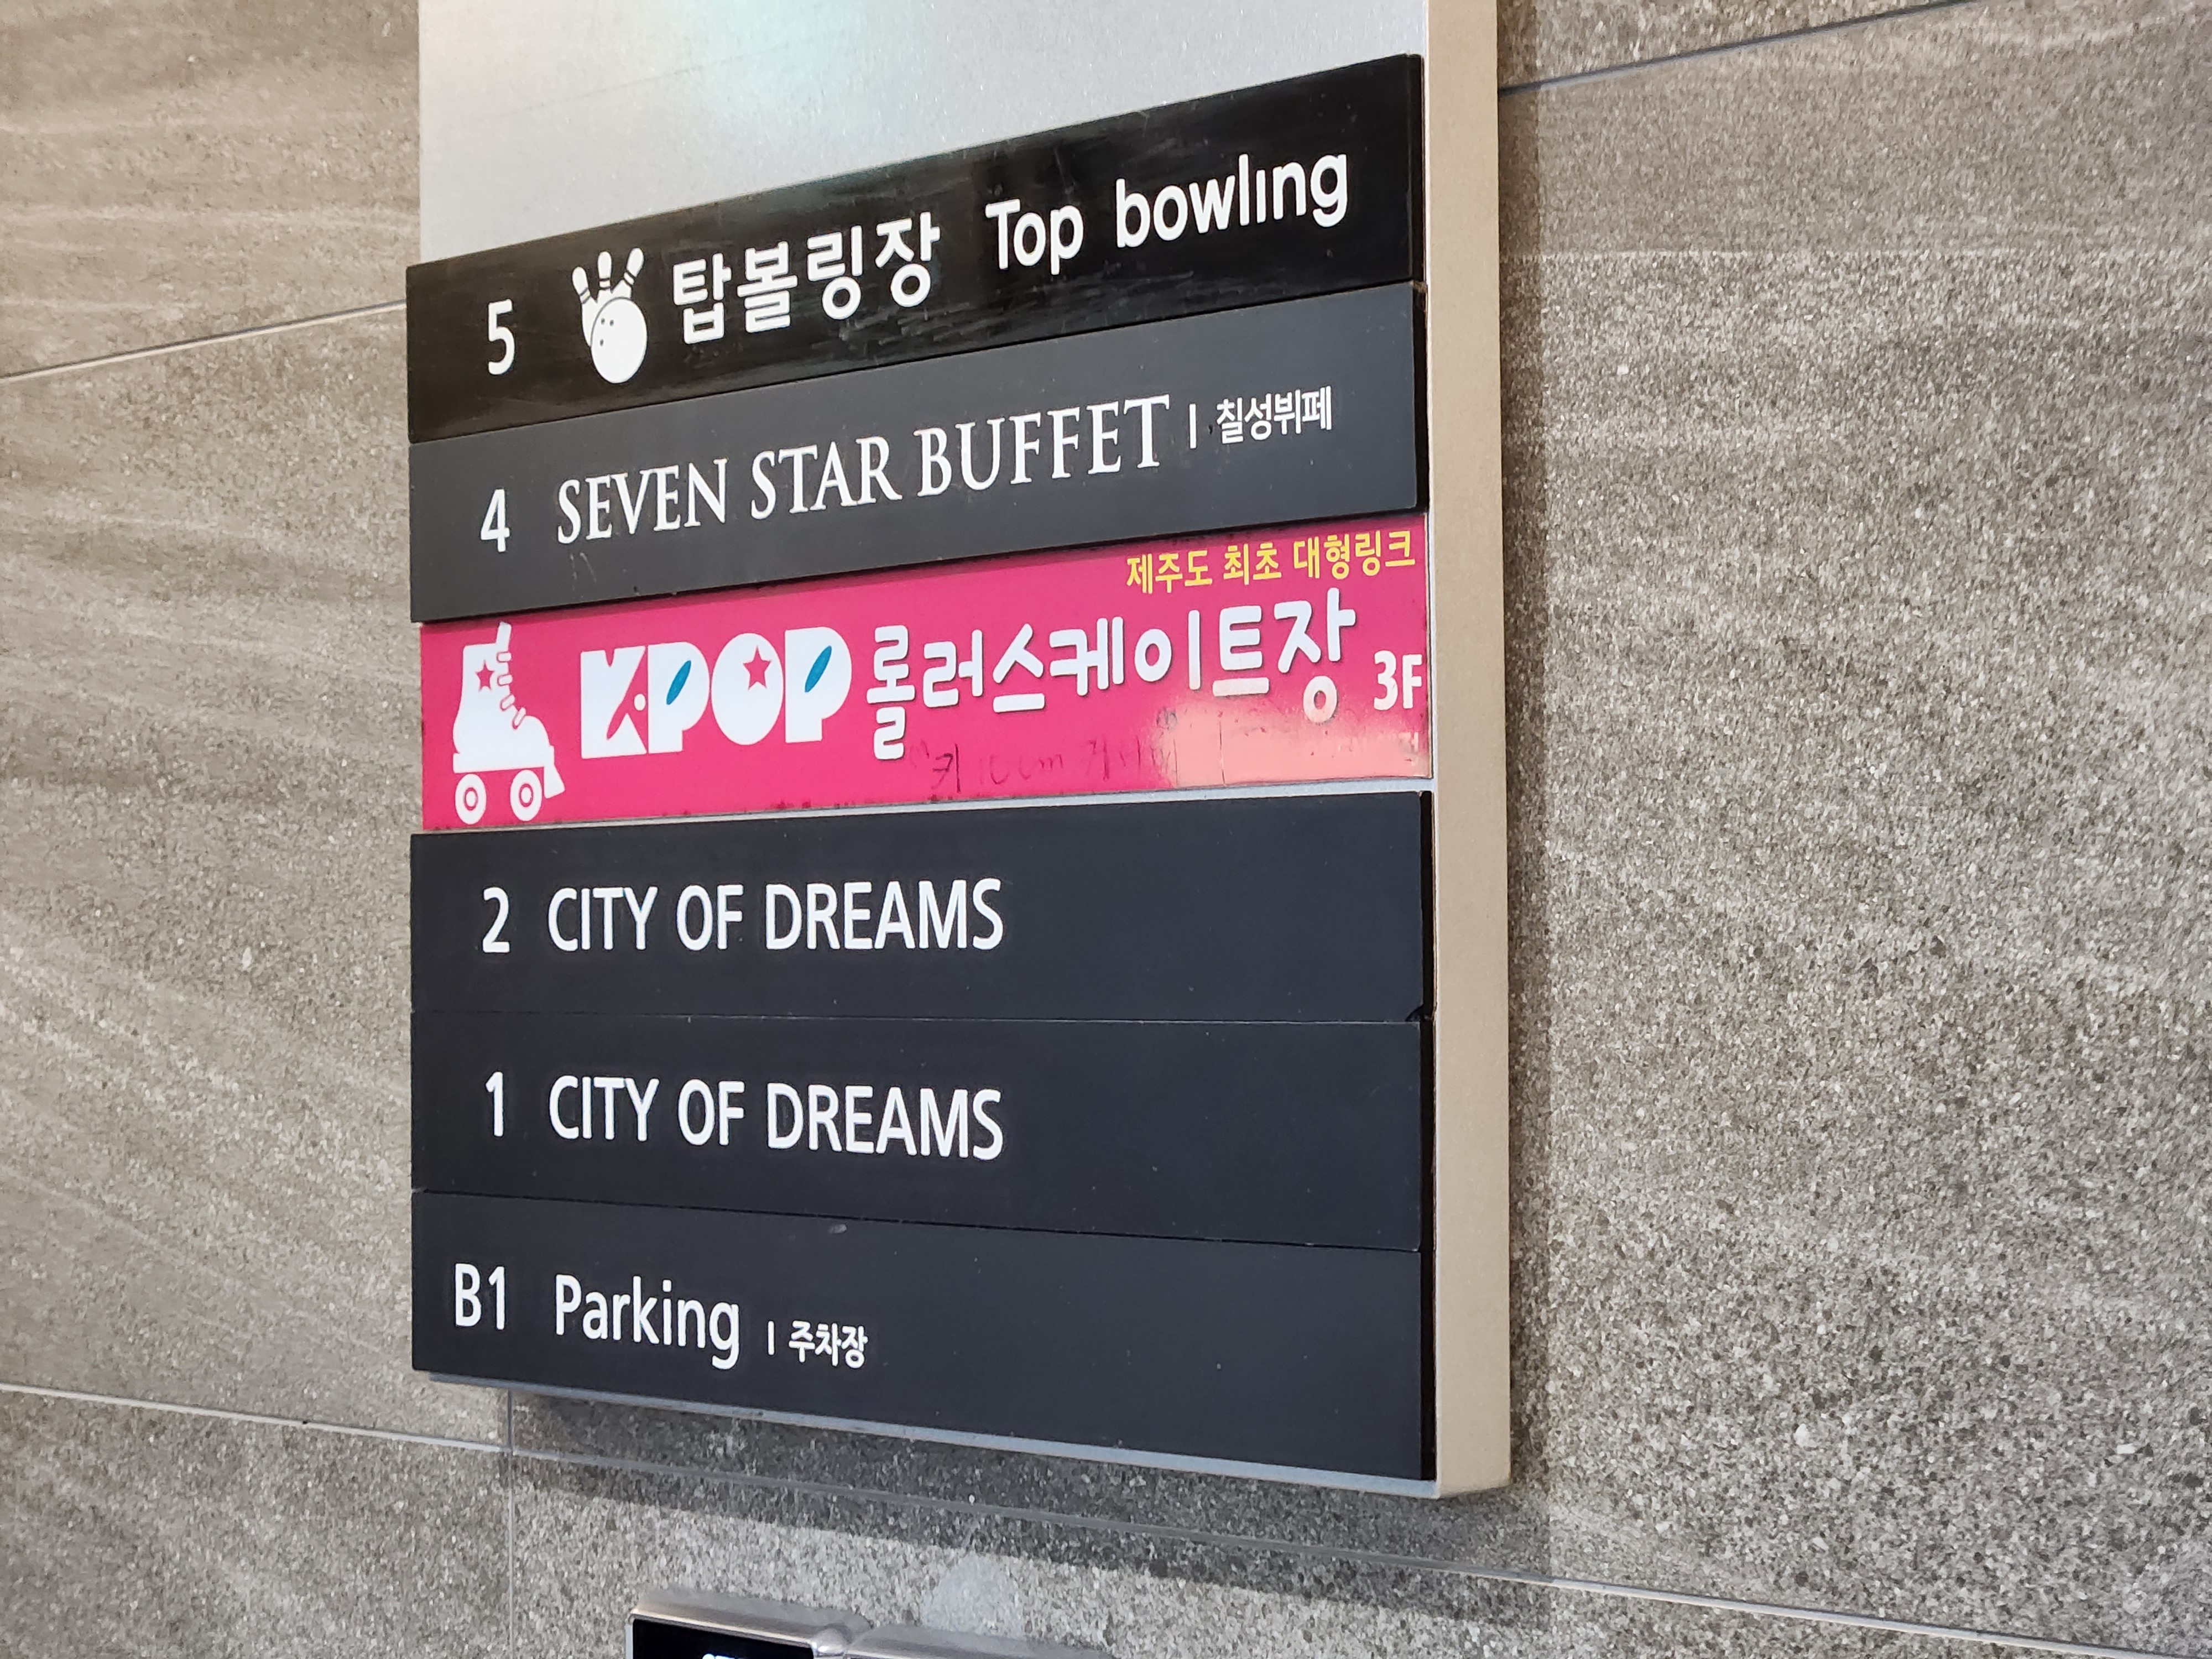 5 탑볼링장 Top bowling
4 SEVEN STAR BUFFET | 칠성뷔페
제주도 최초 대형링크
KPOP 롤러스케이트장 3F
2 CITY OF DREAMS
1 CITY OF DREAMS
B1 Parking | 주차장